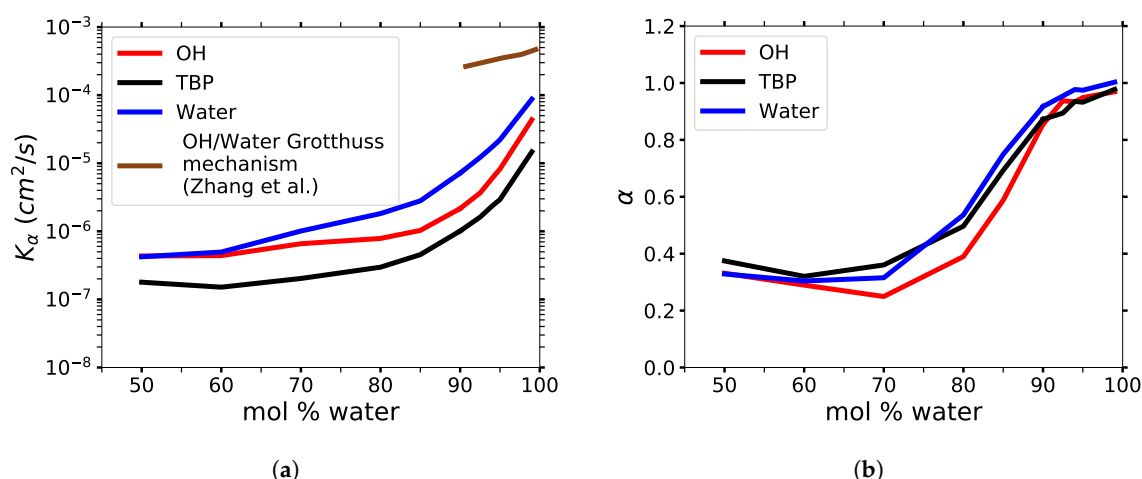 10⁻³
10⁻⁴
10⁻⁵
10⁻⁶
10⁻⁷
10⁻⁸
K_α (cm²/s)
OH
TBP
Water
OH/Water Grotthuss
mechanism
(Zhang et al.)
50 60 70 80 90 100
mol % water
(a)
1.2
1.0
0.8
0.6
0.4
0.2
0.0
α
OH
TBP
Water
50 60 70 80 90 100
mol % water
(b)